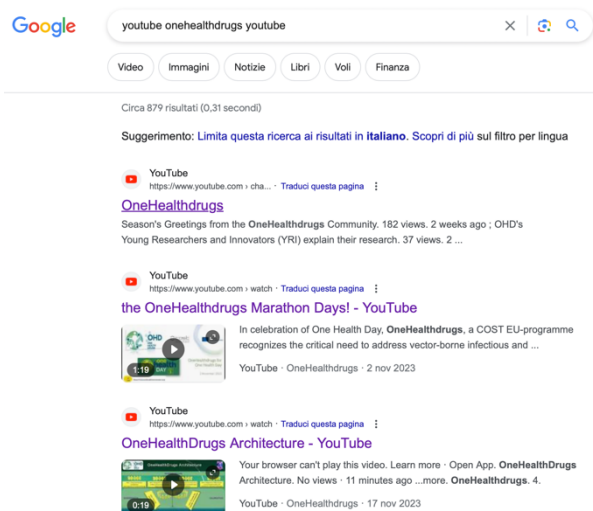 Google
youtube onehealthdrugs youtube
Video
Immagini
Notizie
Libri
Voli
Finanza
Circa 879 risultati (0,31 secondi)
Suggerimento: Limita questa ricerca ai risultati in italiano. Scopri di più sul filtro per lingua
YouTube
https://www.youtube.com › cha... · Traduci questa pagina
OneHealthdrugs
Season's Greetings from the OneHealthdrugs Community. 182 views. 2 weeks ago ; OHD's
Young Researchers and Innovators (YRI) explain their research. 37 views. 2 ...
YouTube
https://www.youtube.com › watch · Traduci questa pagina
the OneHealthdrugs Marathon Days! - YouTube
OHD
DAY
1:19
In celebration of One Health Day, OneHealthdrugs, a COST EU-programme
recognizes the critical need to address vector-borne infectious and ...
YouTube · OneHealthdrugs · 2 nov 2023
YouTube
https://www.youtube.com › watch · Traduci questa pagina
OneHealthDrugs Architecture - YouTube
OneHealthDrugs Architecture
0:19
Your browser can't play this video. Learn more · Open App. OneHealthDrugs
Architecture. No views · 11 minutes ago ...more. Onehealthdrugs. 4.
YouTube · Onehealthdrugs · 17 nov 2023